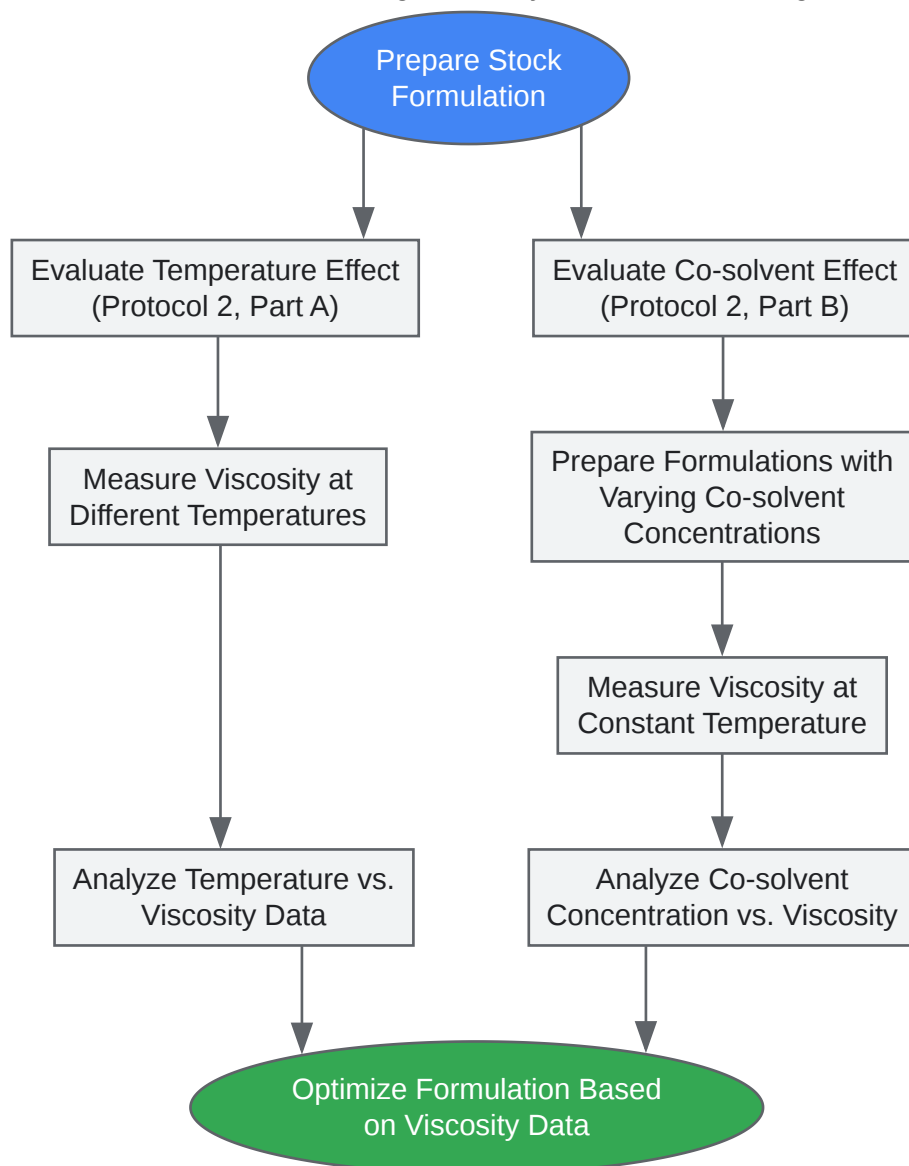 Prepare Stock
Formulation
Evaluate Temperature Effect
(Protocol 2, Part A)
Evaluate Co-solvent Effect
(Protocol 2, Part B)
Measure Viscosity at
Different Temperatures
Prepare Formulations with
Varying Co-solvent
Concentrations
Measure Viscosity at
Constant Temperature
Analyze Temperature vs.
Viscosity Data
Analyze Co-solvent
Concentration vs. Viscosity
Optimize Formulation Based
on Viscosity Data